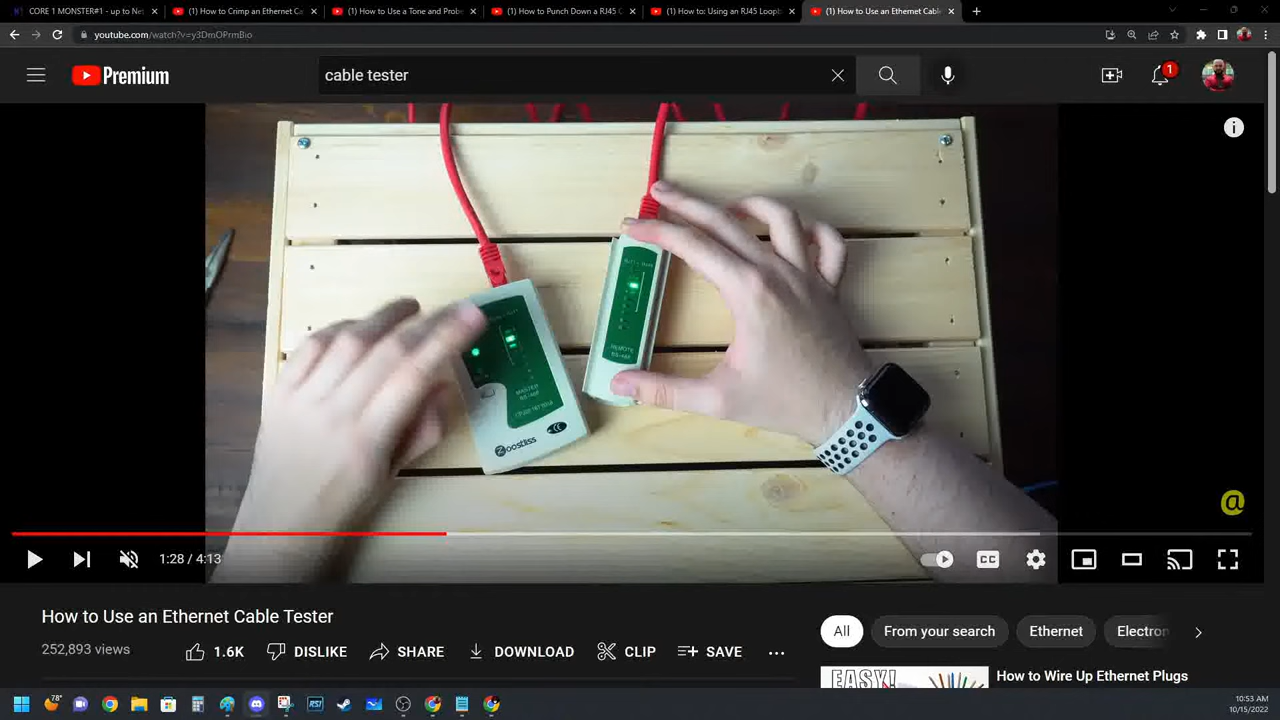 CORE 1 MONSTER#1 - up to Net
(1) How to Crimp an Ethernet Ca
(1) How to Use a Tone and Probe
(1) How to Punch Down a RJ45 C
(1) How to: Using an RJ45 Loopb
(1) How to Use an Ethernet Cable
youtube.com/watch?v=y3DmOPrmBio
Premium
cable tester
1
i
REMOTE
MASTER
Zoostliss
@
1:28 / 4:13
CC
How to Use an Ethernet Cable Tester
252,893 views
1.6K
DISLIKE
SHARE
DOWNLOAD
CLIP
SAVE
All
From your search
Ethernet
Electron
EASY!
How to Wire Up Ethernet Plugs
78°
RSI
10:53 AM
10/15/2022